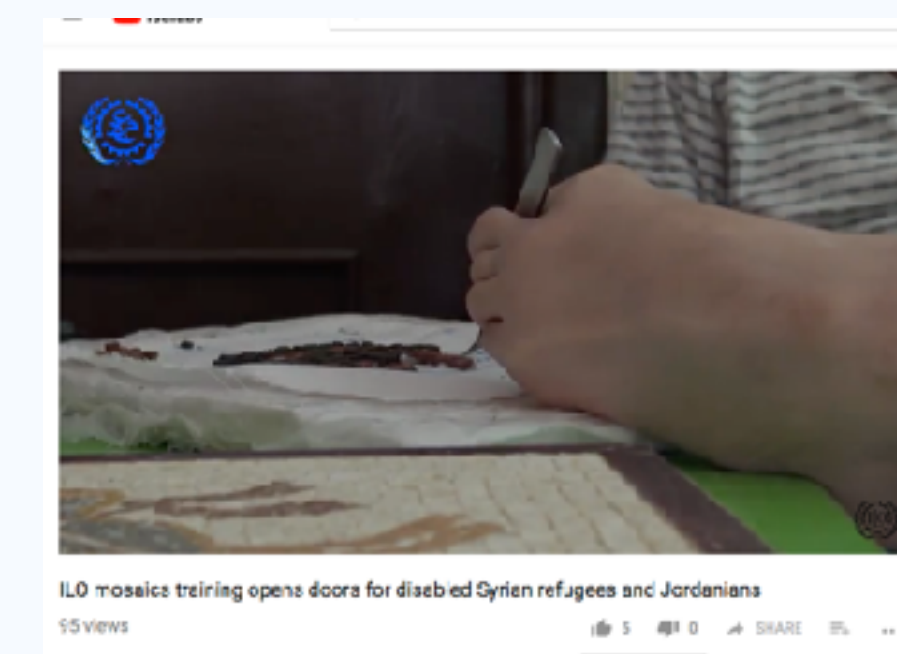 ILO mosaics training opens doors for disabled Syrian refugees and Jordanians
95 views
5 0 SHARE